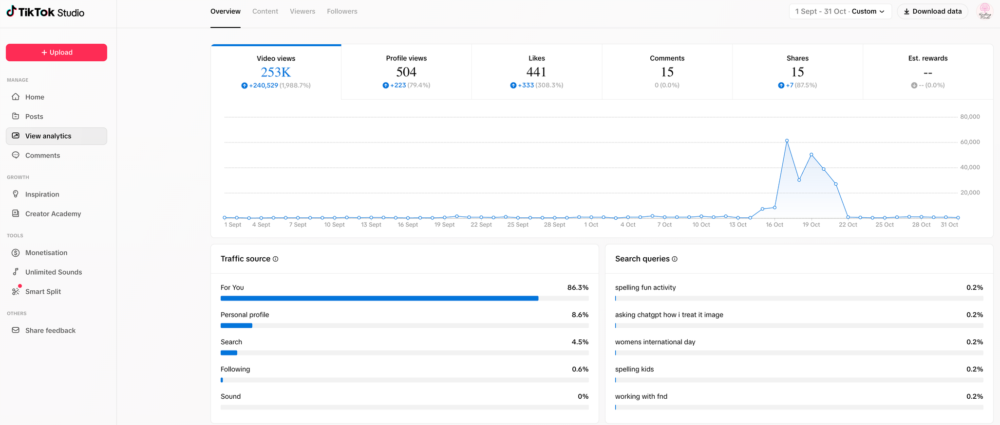 TikTok Studio
Overview Content Viewers Followers
1 Sept - 31 Oct · Custom
Download data
Kindling Minds
+ Upload
MANAGE
Home
Posts
View analytics
Comments
GROWTH
Inspiration
Creator Academy
TOOLS
Monetisation
Unlimited Sounds
Smart Split
OTHERS
Share feedback
Video views
253K
+240,529 (1,988.7%)
Profile views
504
+223 (79.4%)
Likes
441
+333 (308.3%)
Comments
15
0 (0.0%)
Shares
15
+7 (87.5%)
Est. rewards
--
-- (0.0%)
80,000
60,000
40,000
20,000
1 Sept 4 Sept 7 Sept 10 Sept 13 Sept 16 Sept 19 Sept 22 Sept 25 Sept 28 Sept 1 Oct 4 Oct 7 Oct 10 Oct 13 Oct 16 Oct 19 Oct 22 Oct 25 Oct 28 Oct 31 Oct
Traffic source
For You 86.3%
Personal profile 8.6%
Search 4.5%
Following 0.6%
Sound 0%
Search queries
spelling fun activity 0.2%
asking chatgpt how i treat it image 0.2%
womens international day 0.2%
spelling kids 0.2%
working with fnd 0.2%